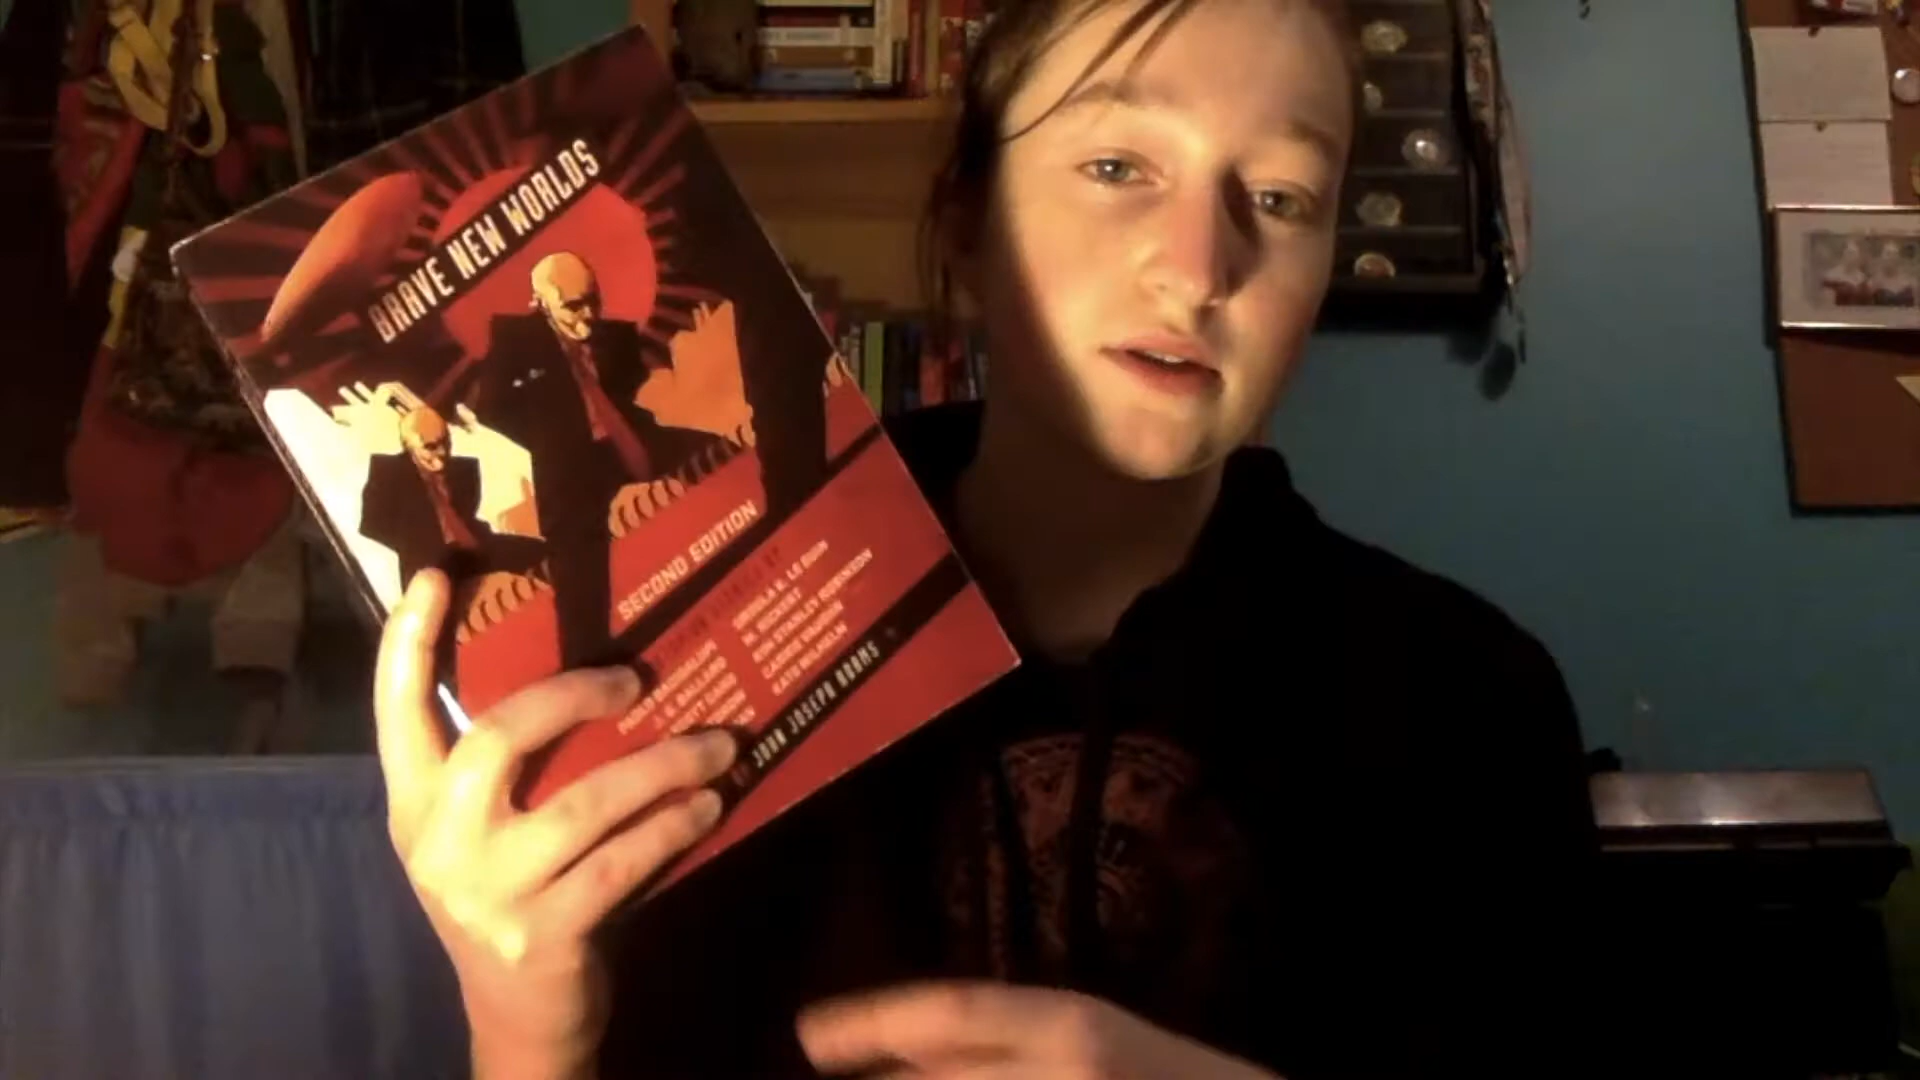 BRAVE NEW WORLDS
SECOND EDITION
URSULA K. LE GUIN
M. RICKERT
KIM STANLEY ROBINSON
CARRIE VAUGHN
KATE WILHELM
PAOLO BACIGALUPI
J. G. BALLARD
CARD
JOHN JOSEPH ADAMS